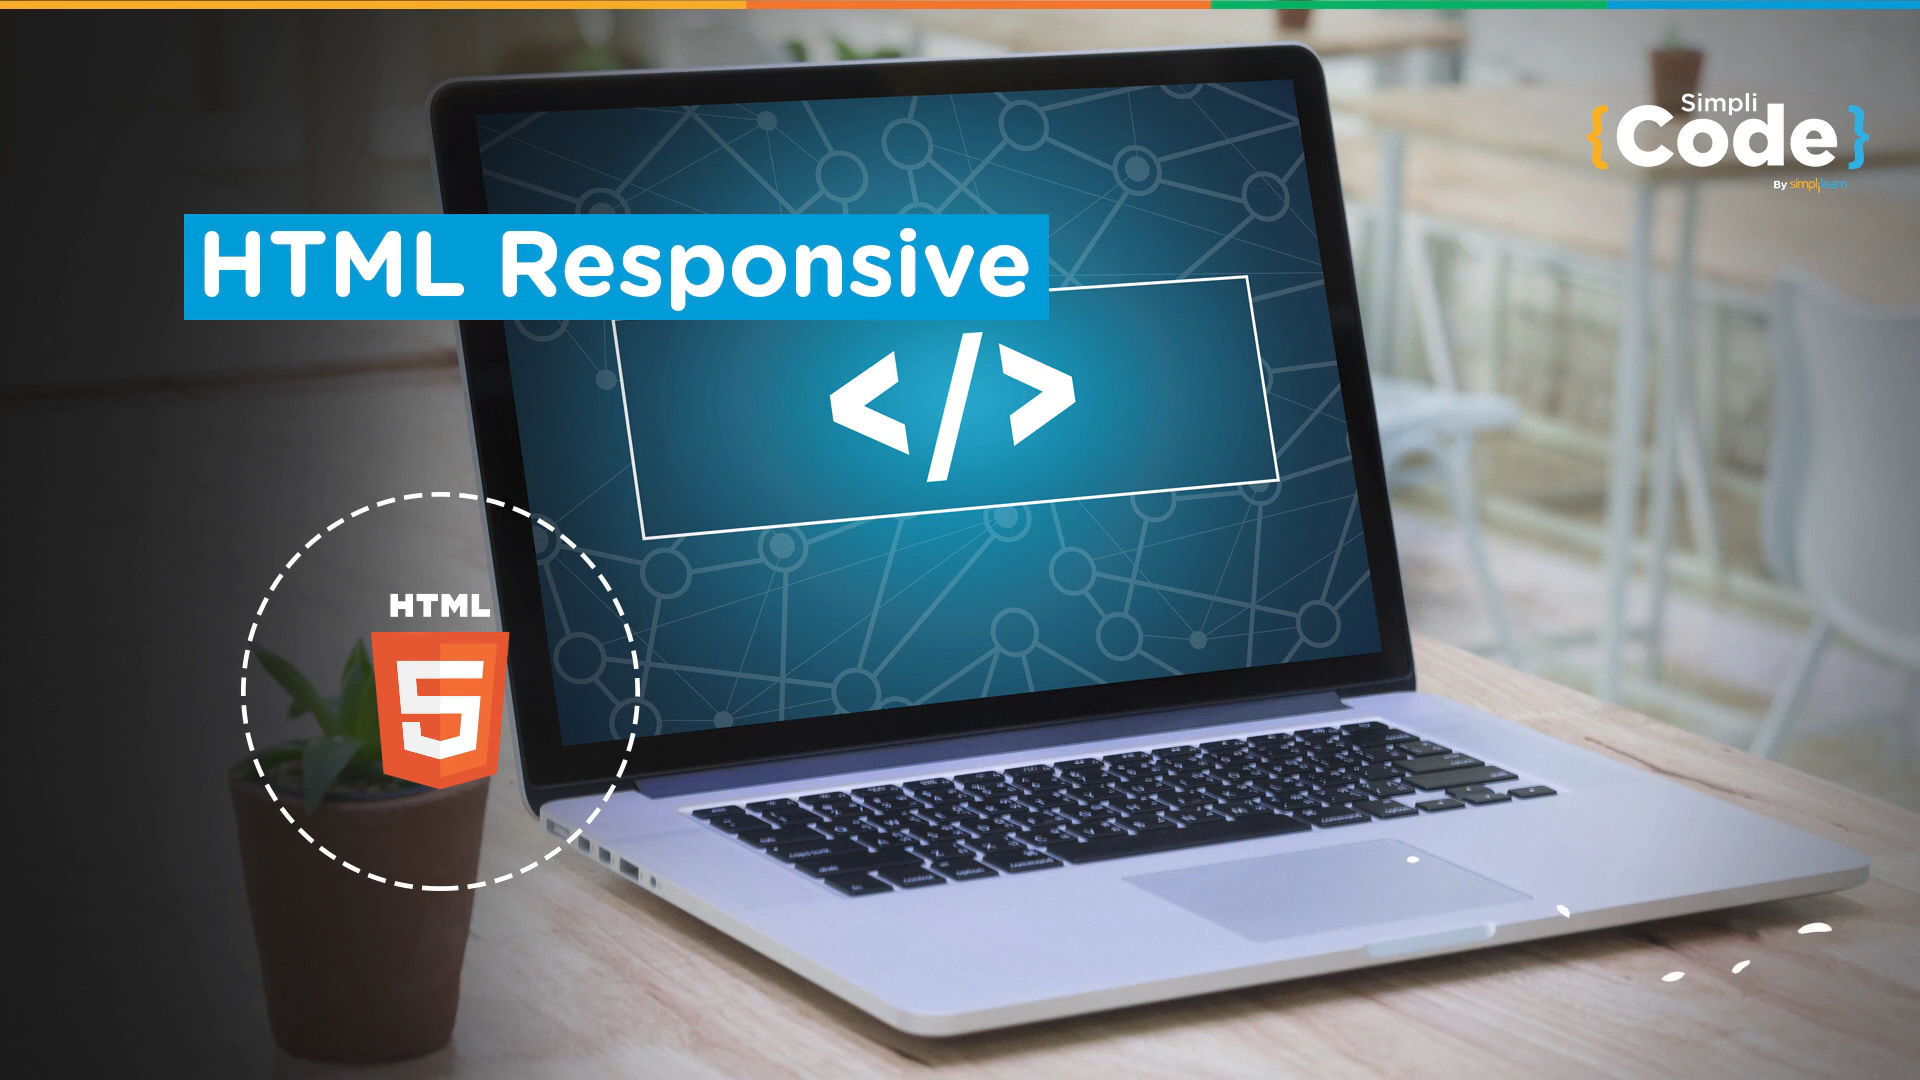 Simpli
{Code}
By simplilearn
HTML Responsive
</>
HTML
5